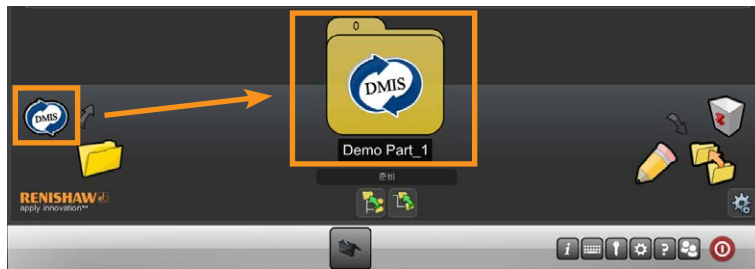 0
DMIS
DMIS
Demo Part_1
준비
RENISHAW
apply innovation™
i
?